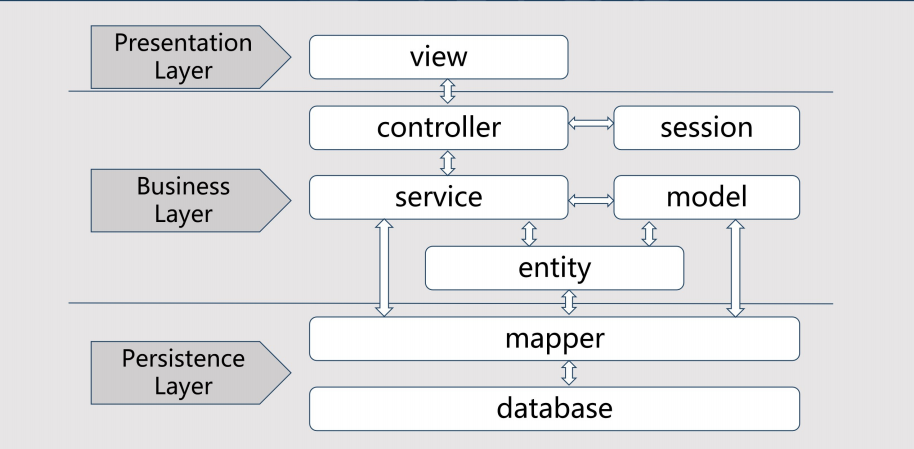 Presentation
Layer
view
controller
session
Business
Layer
service
model
entity
mapper
Persistence
Layer
database